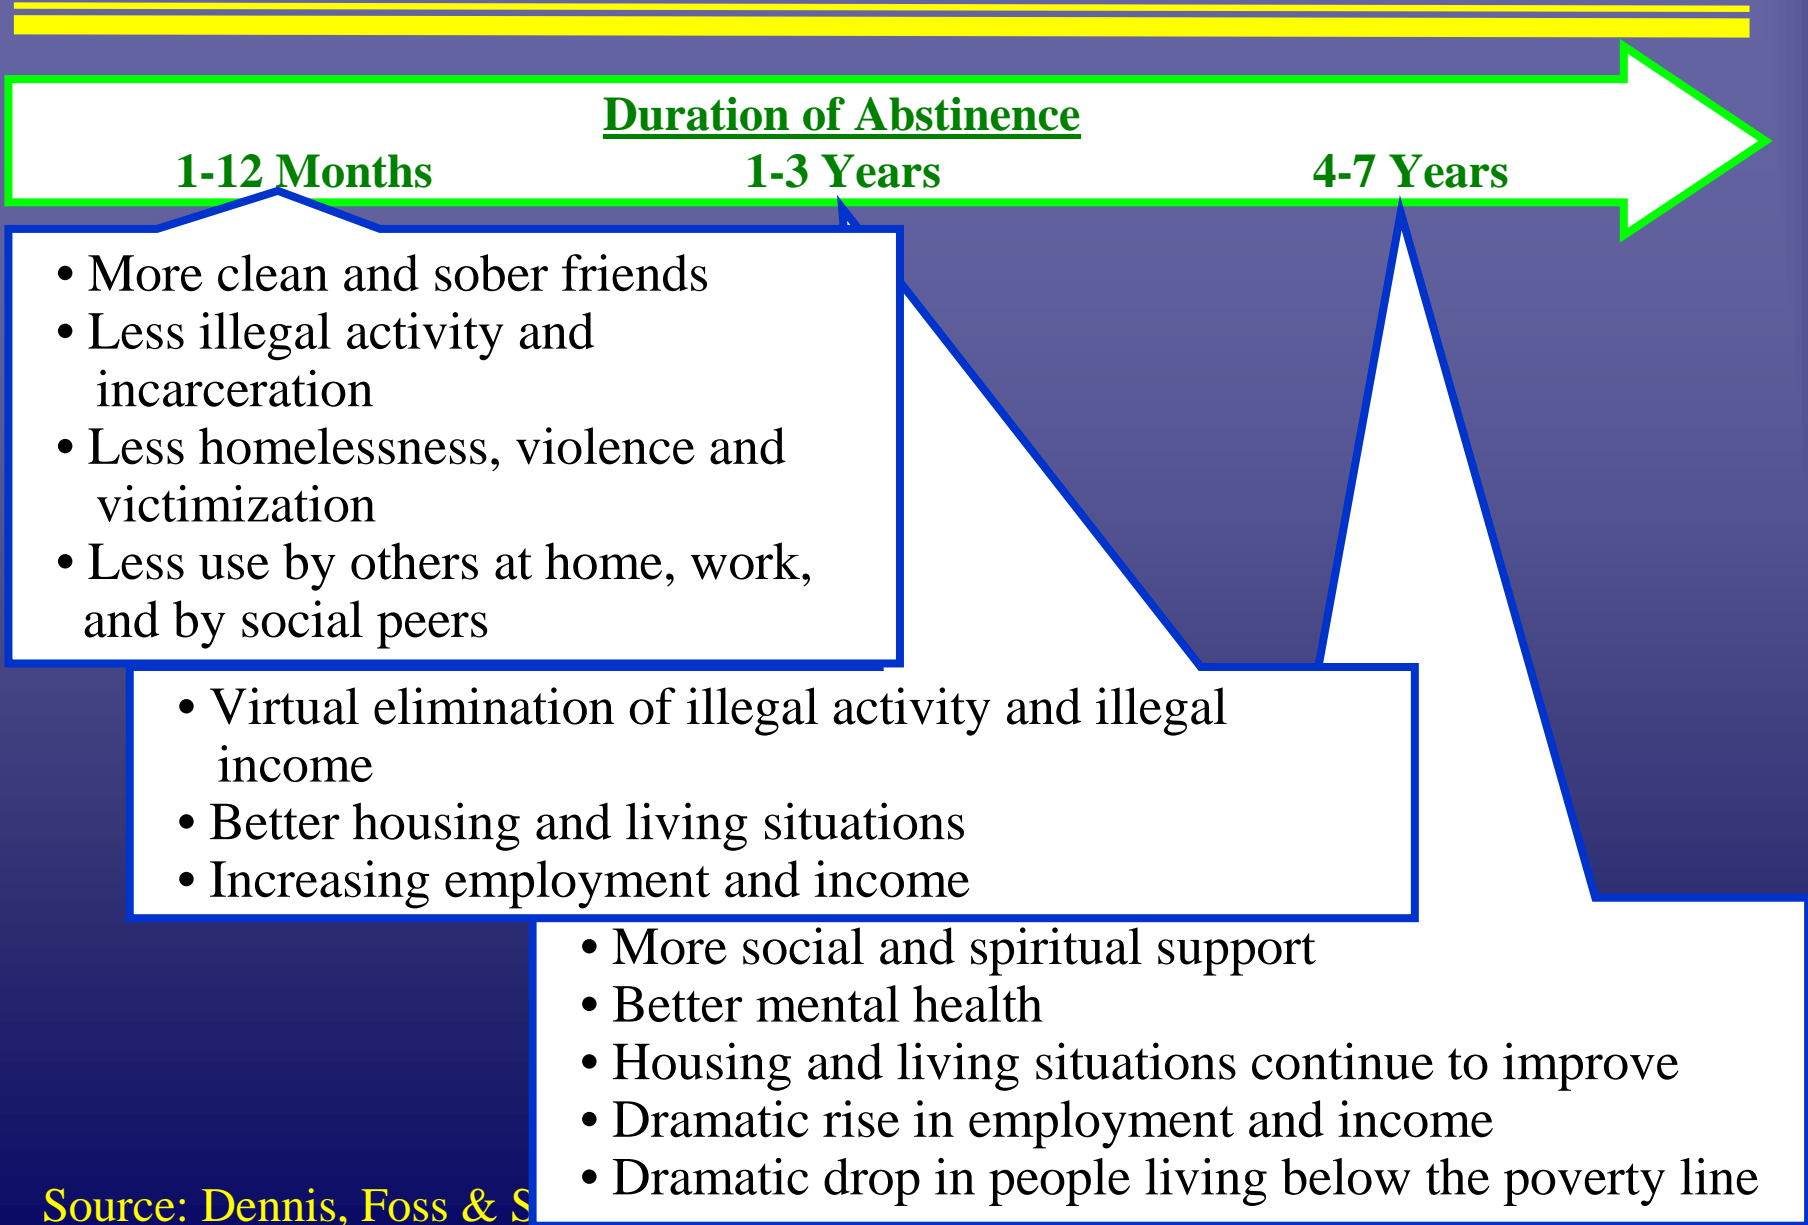 Duration of Abstinence
1-12 Months 1-3 Years 4-7 Years
• More clean and sober friends
• Less illegal activity and
incarceration
• Less homelessness, violence and
victimization
• Less use by others at home, work,
and by social peers
• Virtual elimination of illegal activity and illegal
income
• Better housing and living situations
• Increasing employment and income
• More social and spiritual support
• Better mental health
• Housing and living situations continue to improve
• Dramatic rise in employment and income
• Dramatic drop in people living below the poverty line
Source: Dennis, Foss &